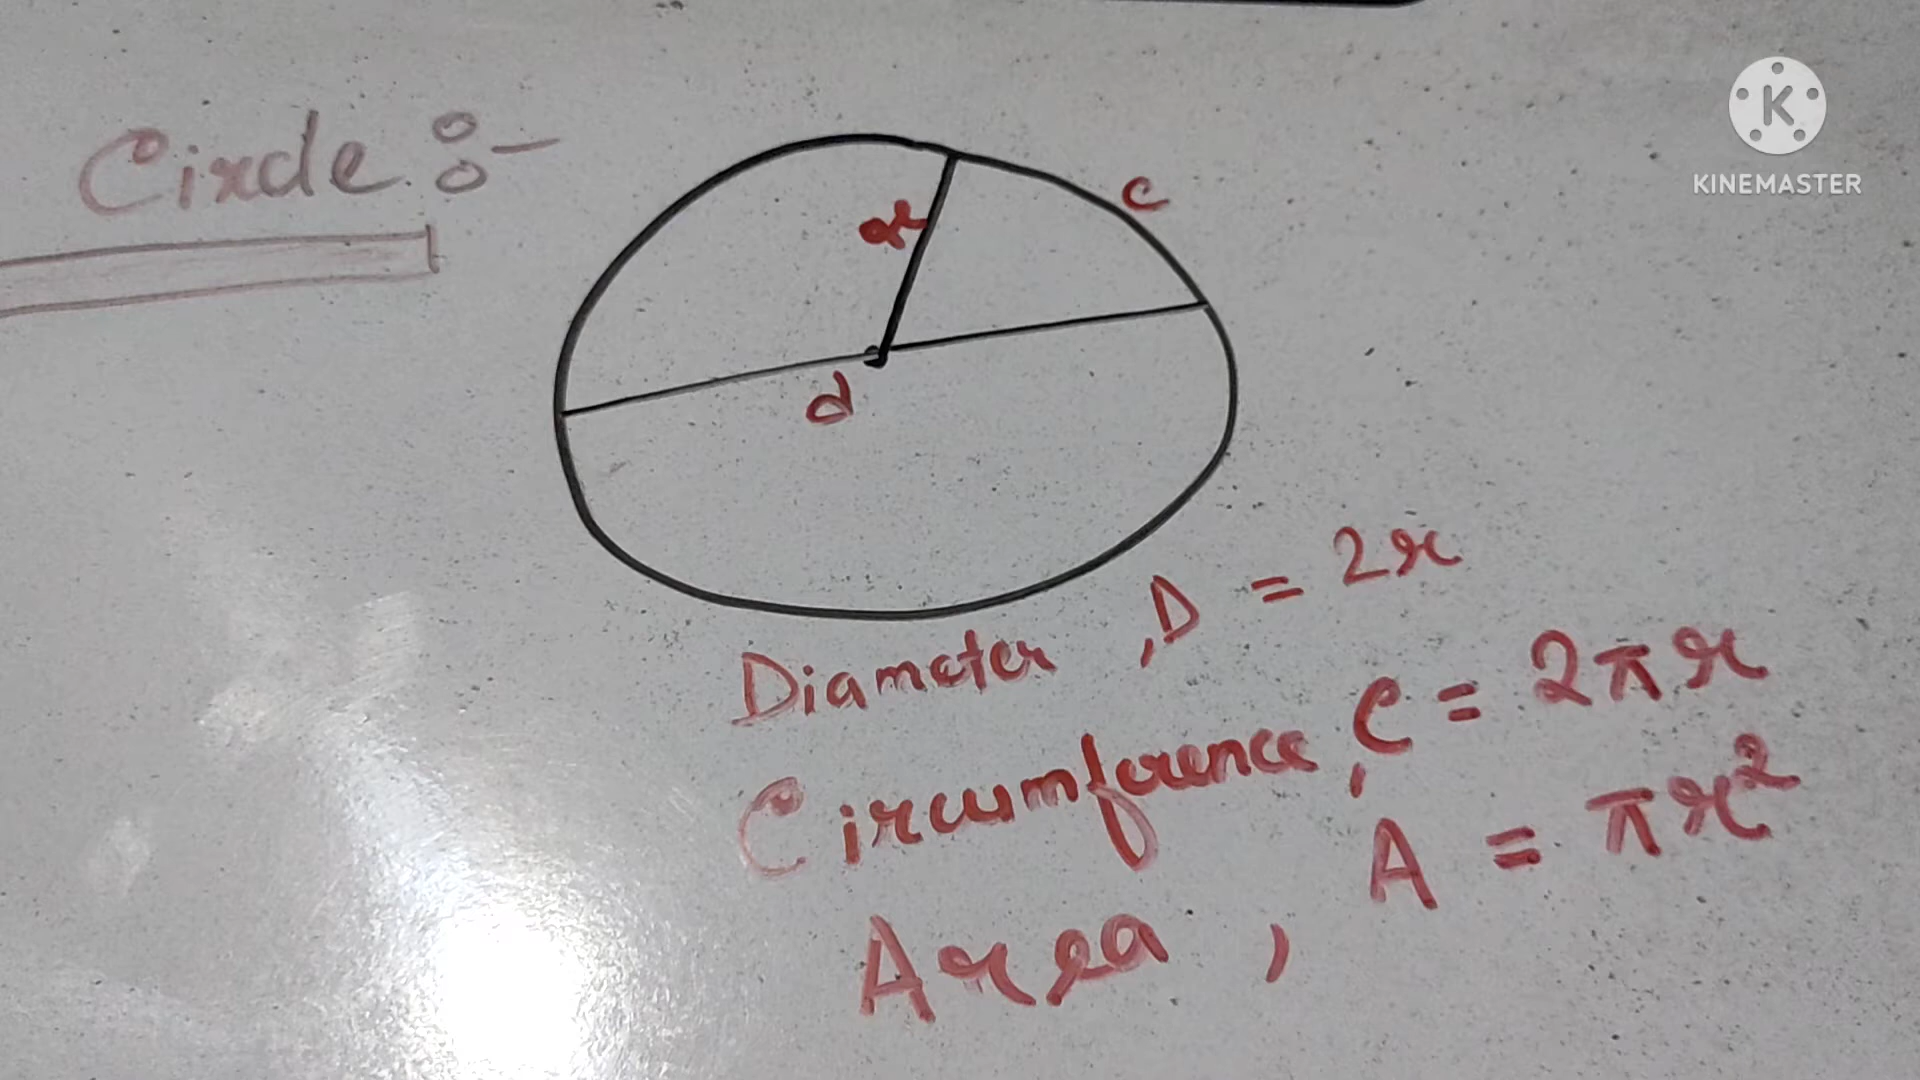 Circle :-
K
KINEMASTER
r
c
d
Diameter, D = 2r
Circumference, C = 2πr
Area, A = πr²